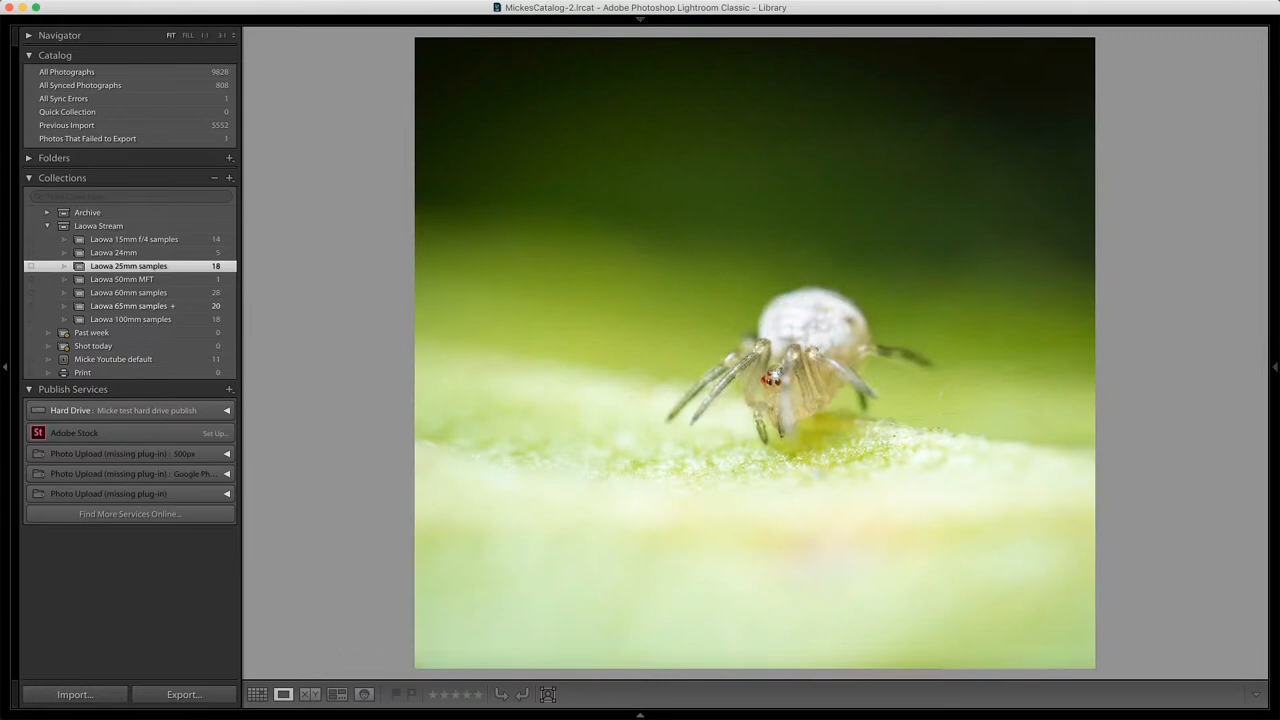 MickesCatalog-2.lrcat - Adobe Photoshop Lightroom Classic - Library
Navigator FIT FILL 1:1 3:1
Catalog
All Photographs 9828
All Synced Photographs 808
All Sync Errors 1
Quick Collection 0
Previous Import 5552
Photos That Failed to Export 1
Folders
Collections
Archive
Laowa Stream
Laowa 15mm f/4 samples 14
Laowa 24mm 5
Laowa 25mm samples 18
Laowa 50mm MFT 1
Laowa 60mm samples 28
Laowa 65mm samples + 20
Laowa 100mm samples 18
Past week 0
Shot today 0
Micke Youtube default 11
Print 0
Publish Services
Hard Drive : Micke test hard drive publish
St Adobe Stock Set Up...
Photo Upload (missing plug-in) : 500px
Photo Upload (missing plug-in) : Google Ph...
Photo Upload (missing plug-in)
Find More Services Online...
Import... Export... XY